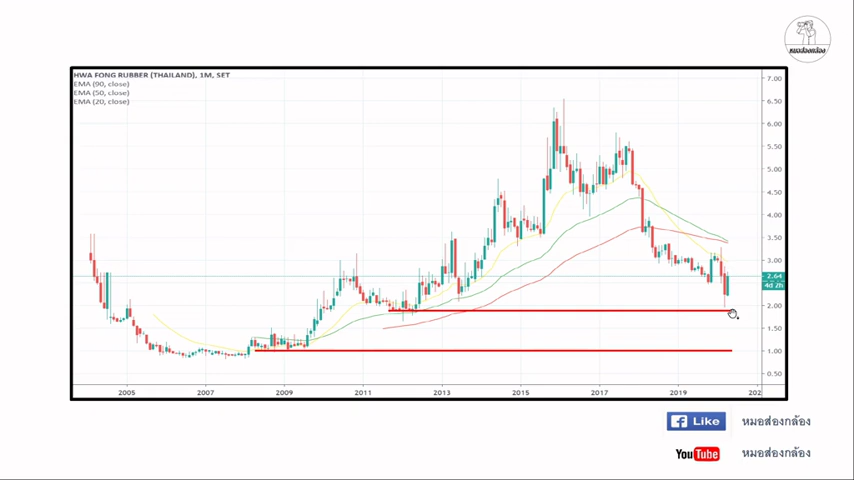 หมอส่องกล้อง
HWA FONG RUBBER (THAILAND), 1M, SET
EMA (90, close)
EMA (50, close)
EMA (20, close)
7.00
6.50
6.00
5.50
5.00
4.50
4.00
3.50
3.00
2.64
4d 2h
2.00
1.50
1.00
0.50
2005 2007 2009 2011 2013 2015 2017 2019 202
Like หมอส่องกล้อง
YouTube หมอส่องกล้อง